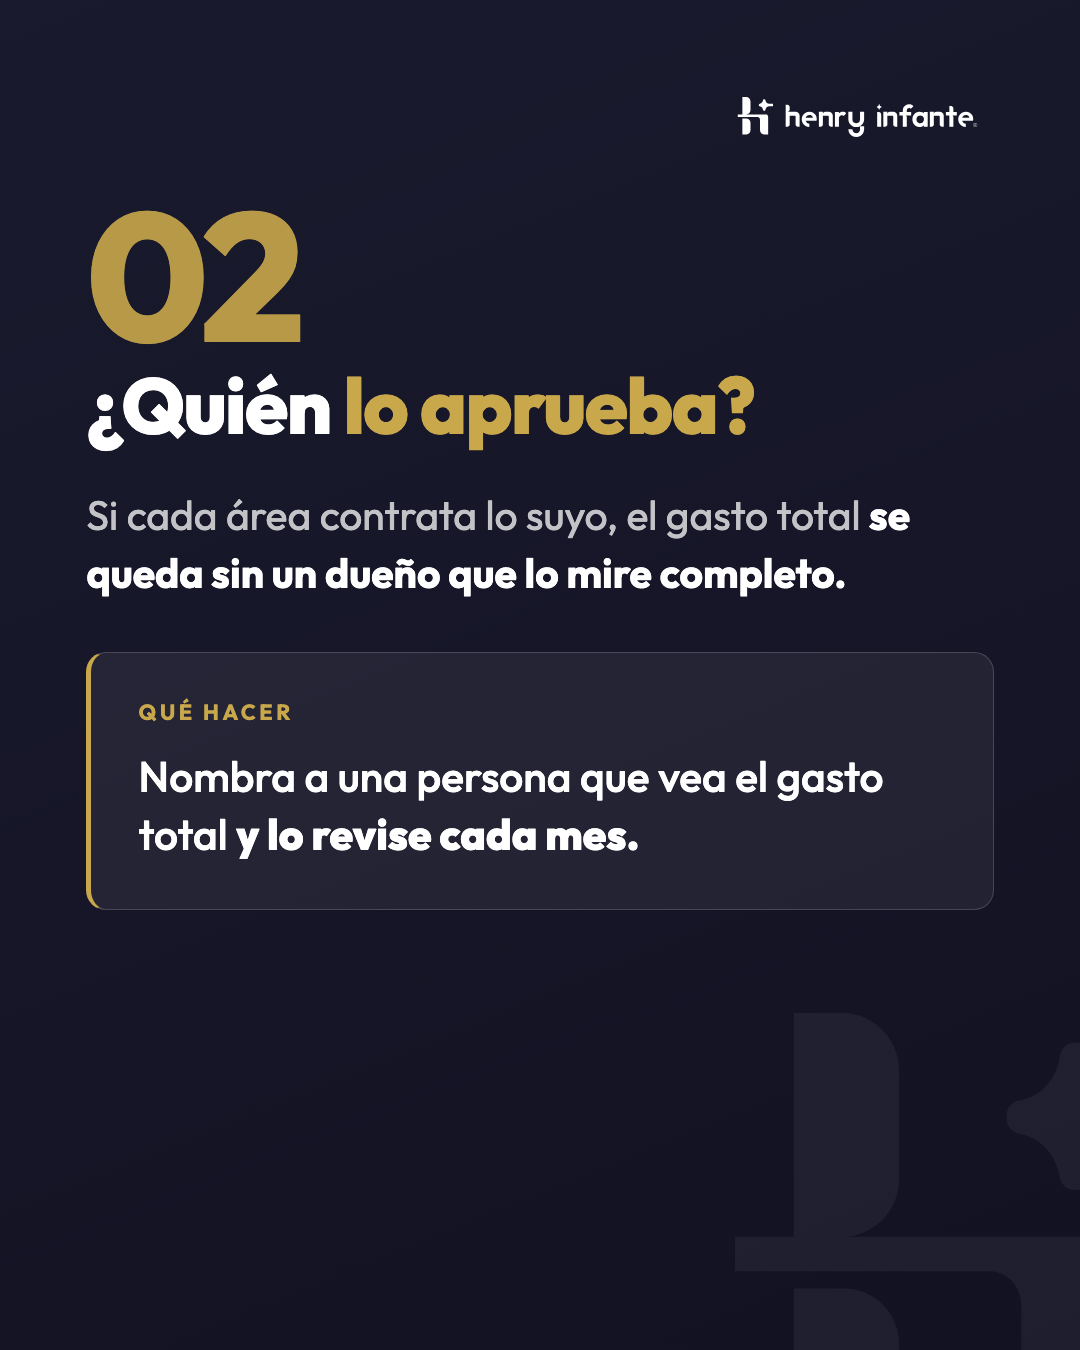 henry infante
02
¿Quién lo aprueba?
Si cada área contrata lo suyo, el gasto total se
queda sin un dueño que lo mire completo.
QUÉ HACER
Nombra a una persona que vea el gasto
total y lo revise cada mes.